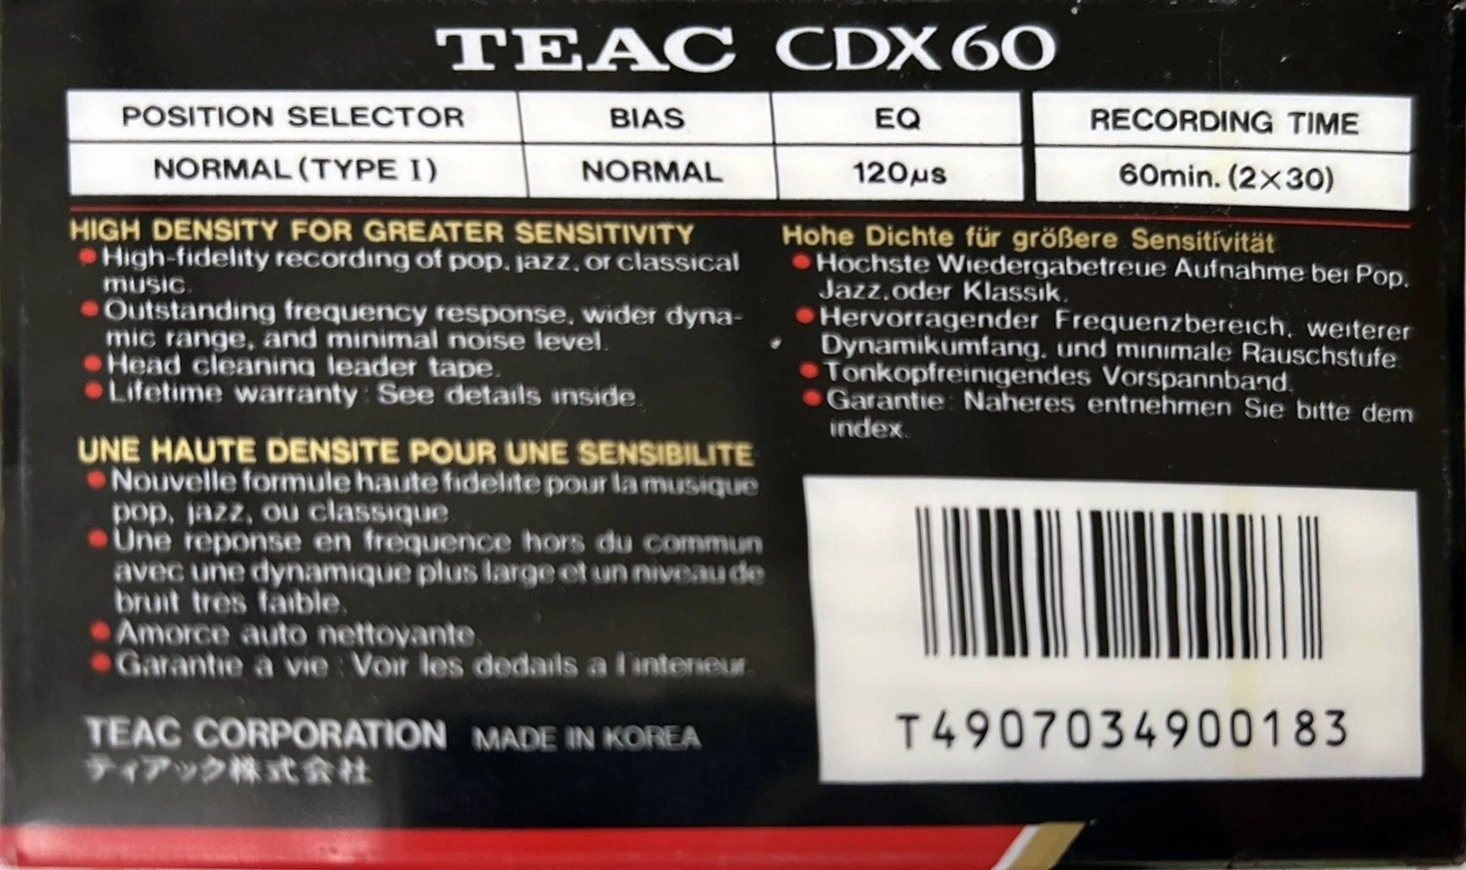 TEAC CDX60
POSITION SELECTOR BIAS EQ RECORDING TIME
NORMAL (TYPE I) NORMAL 120µs 60min. (2×30)
HIGH DENSITY FOR GREATER SENSITIVITY
● High-fidelity recording of pop, jazz, or classical
music.
● Outstanding frequency response, wider dyna-
mic range, and minimal noise level.
● Head cleaning leader tape.
● Lifetime warranty : See details inside.
UNE HAUTE DENSITE POUR UNE SENSIBILITE
● Nouvelle formule haute fidelite pour la musique
pop, jazz, ou classique
● Une reponse en frequence hors du commun
avec une dynamique plus large et un niveau de
bruit tres faible.
● Amorce auto nettoyante
● Garantie a vie : Voir les dedails a l'interieur.
TEAC CORPORATION MADE IN KOREA
ティアック株式会社
Hohe Dichte für größere Sensitivität
● Hochste Wiedergabetreue Aufnahme bei Pop,
Jazz, oder Klassik.
● Hervorragender Frequenzbereich, weiterer
Dynamikumfang, und minimale Rauschstufe
● Tonkopfreinigendes Vorspannband.
● Garantie : Naheres entnehmen Sie bitte dem
index.
T4907034900183